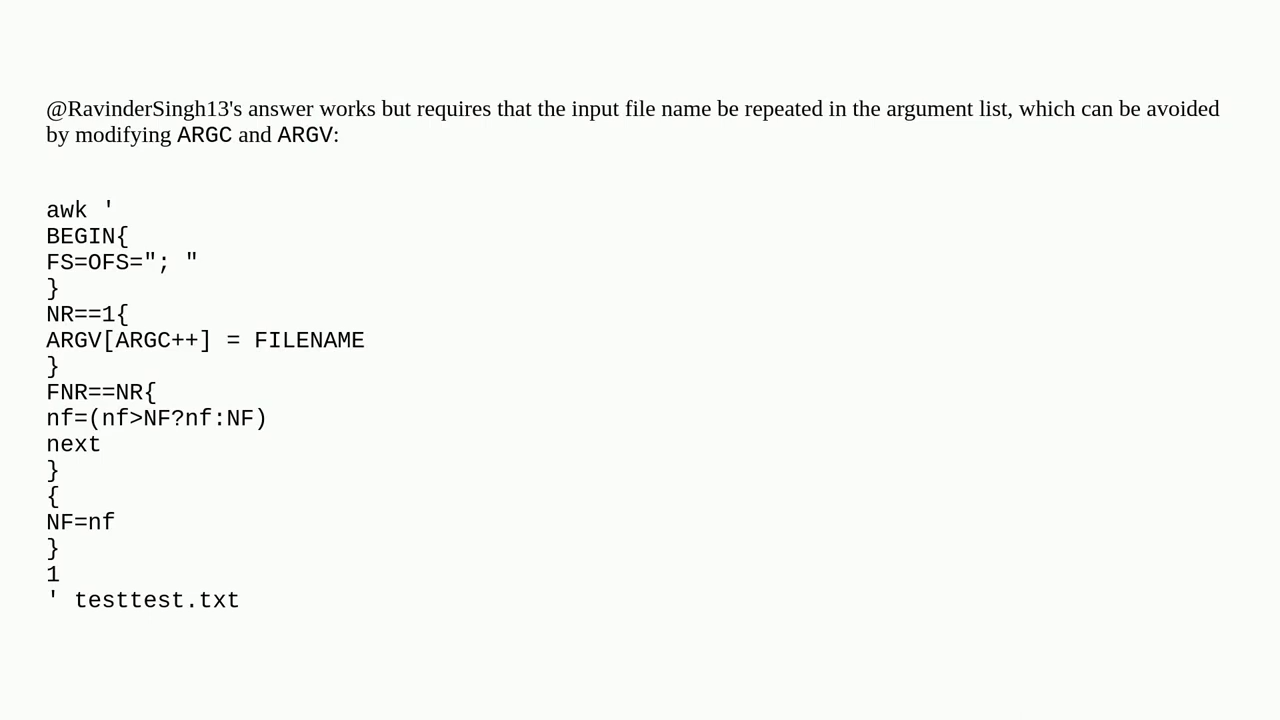 @RavinderSingh13's answer works but requires that the input file name be repeated in the argument list, which can be avoided
by modifying ARGC and ARGV:
awk '
BEGIN{
FS=OFS="; "
}
NR==1{
ARGV[ARGC++] = FILENAME
}
FNR==NR{
nf=(nf>NF?nf:NF)
next
}
{
NF=nf
}
1
' testtest.txt